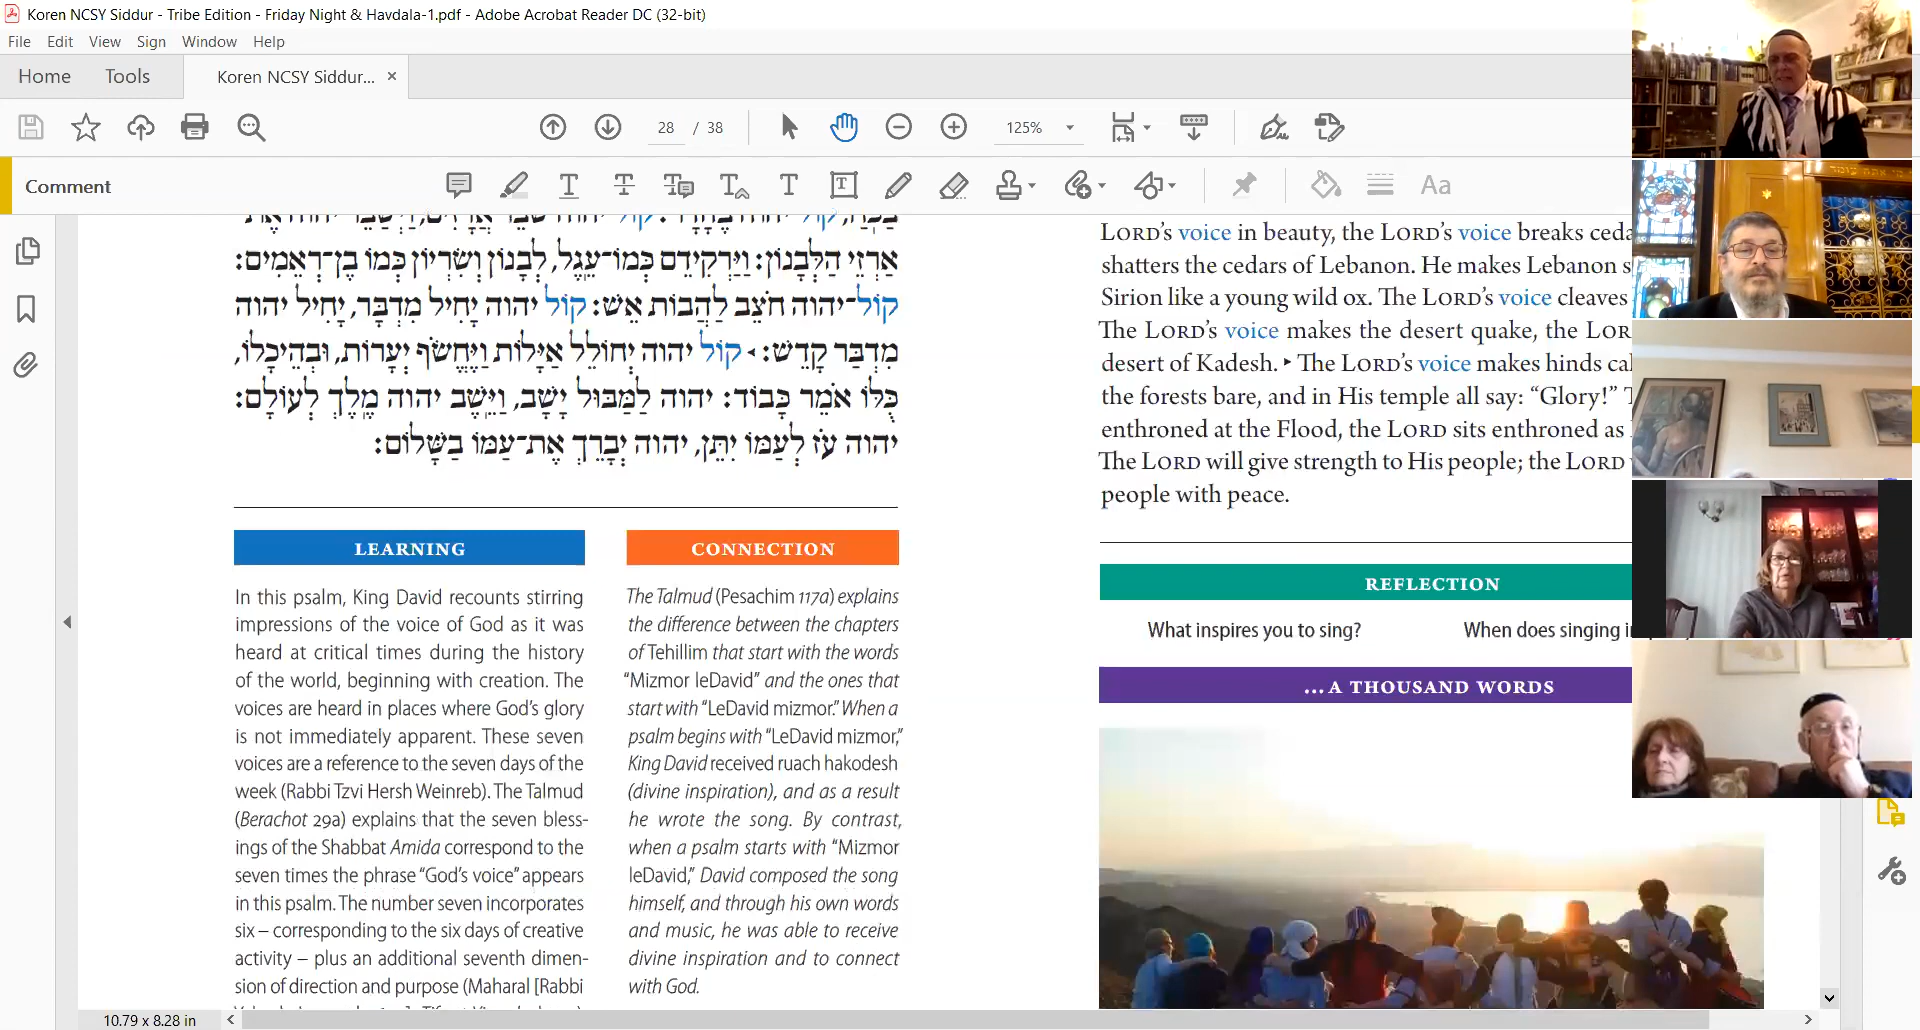 Koren NCSY Siddur - Tribe Edition - Friday Night & Havdala-1.pdf - Adobe Acrobat Reader DC (32-bit)
File Edit View Sign Window Help
Home Tools Koren NCSY Siddur... ×
28 / 38 125%
Comment
אַרְזֵי הַלְּבָנוֹן: וַיַּרְקִידֵם כְּמוֹ־עֵגֶל, לְבָנוֹן וְשִׂרְיוֹן כְּמוֹ בֶן־רְאֵמִים:
קוֹל־יהוה חֹצֵב לַהֲבוֹת אֵשׁ: קוֹל יהוה יָחִיל מִדְבָּר, יָחִיל יהוה
מִדְבַּר קָדֵשׁ: ◂ קוֹל יהוה יְחוֹלֵל אַיָּלוֹת וַיֶּחֱשֹׂף יְעָרוֹת, וּבְהֵיכָלוֹ,
כֻּלּוֹ אֹמֵר כָּבוֹד: יהוה לַמַּבּוּל יָשָׁב, וַיֵּשֶׁב יהוה מֶלֶךְ לְעוֹלָם:
יהוה עֹז לְעַמּוֹ יִתֵּן, יהוה יְבָרֵךְ אֶת־עַמּוֹ בַשָּׁלוֹם:
LEARNING
In this psalm, King David recounts stirring
impressions of the voice of God as it was
heard at critical times during the history
of the world, beginning with creation. The
voices are heard in places where God's glory
is not immediately apparent. These seven
voices are a reference to the seven days of the
week (Rabbi Tzvi Hersh Weinreb). The Talmud
(Berachot 29a) explains that the seven bless-
ings of the Shabbat Amida correspond to the
seven times the phrase "God's voice" appears
in this psalm. The number seven incorporates
six – corresponding to the six days of creative
activity – plus an additional seventh dimen-
sion of direction and purpose (Maharal [Rabbi
CONNECTION
The Talmud (Pesachim 117a) explains
the difference between the chapters
of Tehillim that start with the words
"Mizmor leDavid" and the ones that
start with "LeDavid mizmor." When a
psalm begins with "LeDavid mizmor,"
King David received ruach hakodesh
(divine inspiration), and as a result
he wrote the song. By contrast,
when a psalm starts with "Mizmor
leDavid," David composed the song
himself, and through his own words
and music, he was able to receive
divine inspiration and to connect
with God.
LORD's voice in beauty, the LORD's voice breaks
shatters the cedars of Lebanon. He makes Lebanon
Sirion like a young wild ox. The LORD's voice cleaves
The LORD's voice makes the desert quake, the
desert of Kadesh. ▸ The LORD's voice makes hinds
the forests bare, and in His temple all say: "Glory!"
enthroned at the Flood, the LORD sits enthroned as
The LORD will give strength to His people; the LORD
people with peace.
REFLECTION
What inspires you to sing? When does singing
...A THOUSAND WORDS
10.79 x 8.28 in